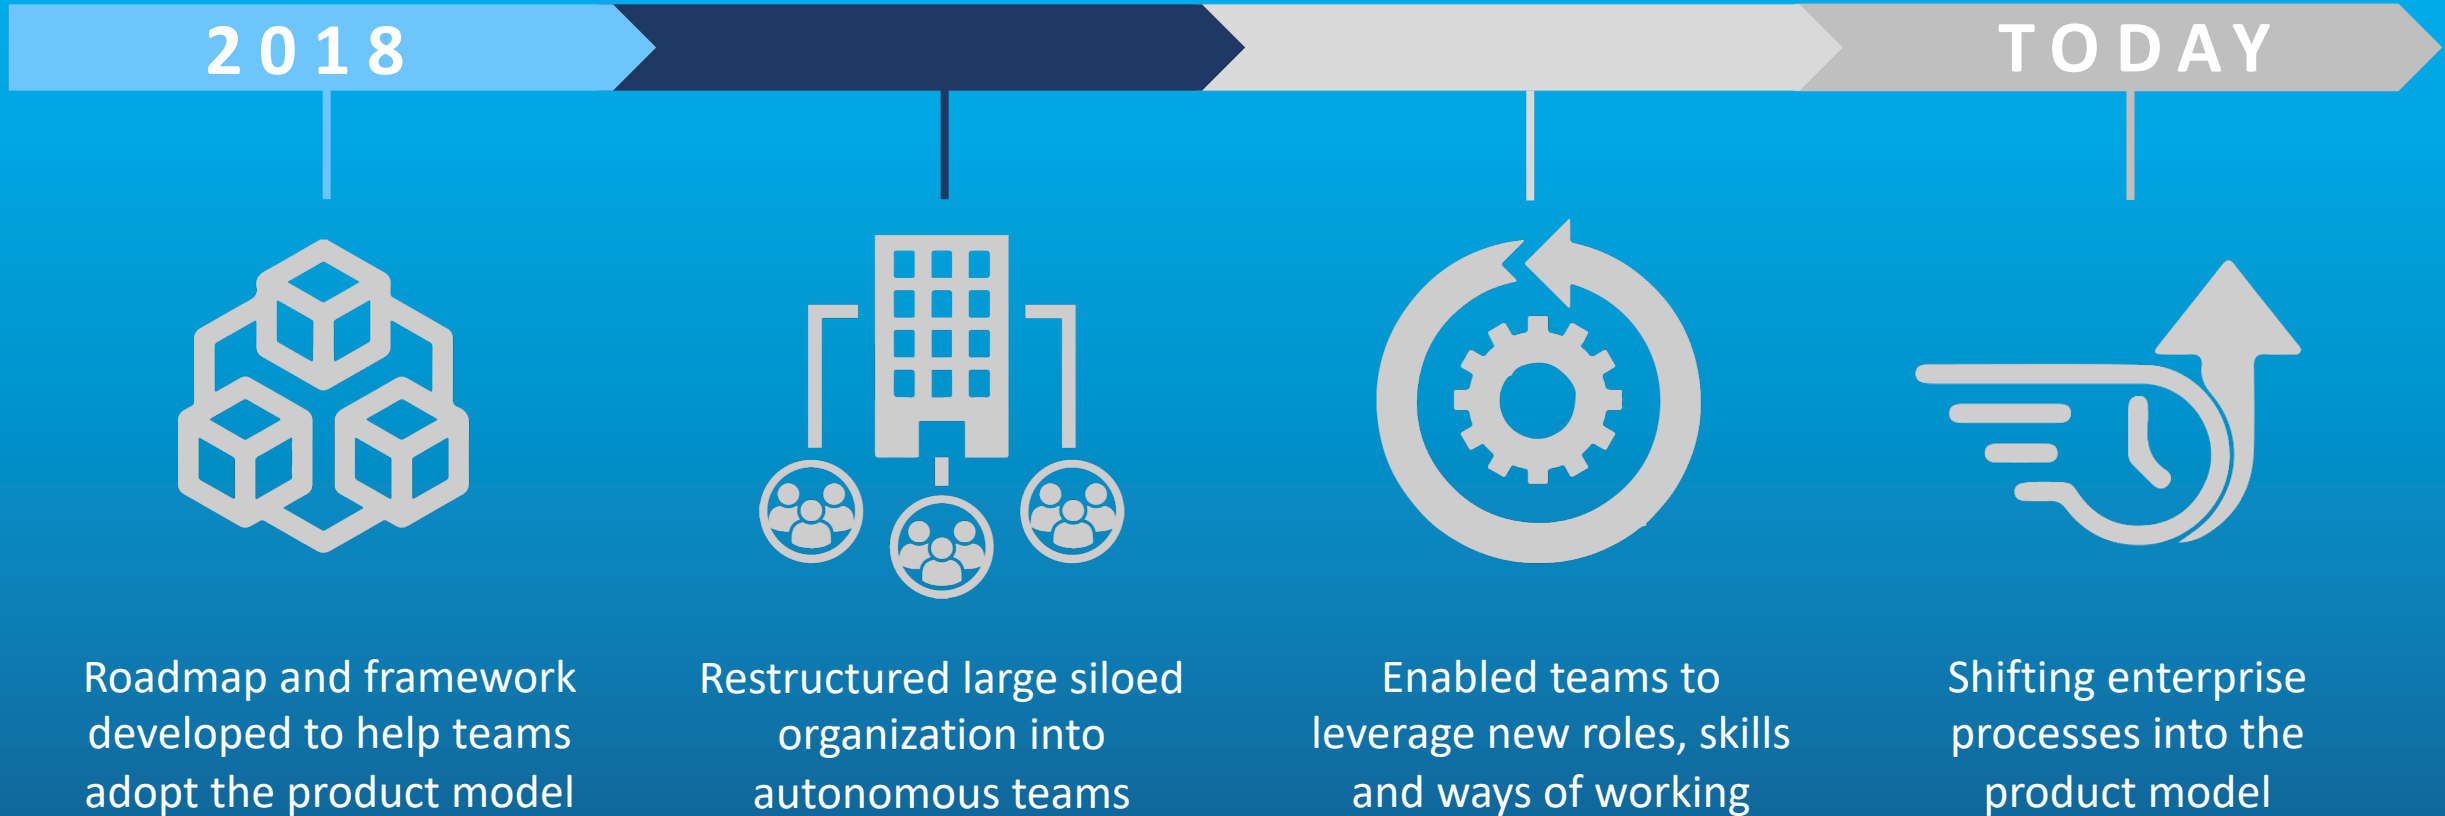 2018
TODAY
Roadmap and framework
developed to help teams
adopt the product model
Restructured large siloed
organization into
autonomous teams
Enabled teams to
leverage new roles, skills
and ways of working
Shifting enterprise
processes into the
product model